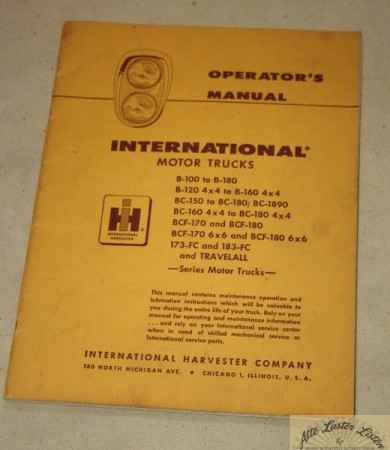 OPERATOR'S
MANUAL
INTERNATIONAL®
MOTOR TRUCKS
B-100 to B-180
B-120 4x4 to B-160 4x4
BC-150 to BC-180; BC-1890
BC-160 4x4 to BC-180 4x4
BCF-170 and BCF-180
BCF-170 6x6 and BCF-180 6x6
173-FC and 183-FC
and TRAVELALL
—Series Motor Trucks—
IH
INTERNATIONAL
HARVESTER
This manual contains maintenance operation and
lubrication instructions which will be valuable to
you during the entire life of your truck. Rely on your
manual for operating and maintenance information
...and rely on your International service center
when in need of skilled mechanical service or
International service parts.
INTERNATIONAL HARVESTER COMPANY
180 NORTH MICHIGAN AVE. • CHICAGO 1, ILLINOIS, U. S. A.
Alte Laster Listen